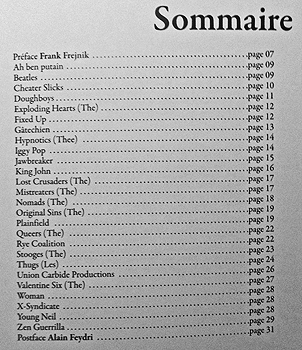 Sommaire
Préface Frank Frejnik ........ page 07
Ah ben putain ........ page 09
Beatles ........ page 09
Cheater Slicks ........ page 10
Doughboys ........ page 11
Exploding Hearts (The) ........ page 12
Fixed Up ........ page 12
Gâtechien ........ page 13
Hypnotics (Thee) ........ page 14
Iggy Pop ........ page 14
Jawbreaker ........ page 15
King John ........ page 16
Lost Crusaders (The) ........ page 17
Mistreaters (The) ........ page 17
Nomads (The) ........ page 18
Original Sins (The) ........ page 19
Plainfield ........ page 19
Queers (The) ........ page 22
Rye Coalition ........ page 22
Stooges (The) ........ page 23
Thugs (Les) ........ page 24
Union Carbide Productions ........ page 26
Valentine Six (The) ........ page 27
Woman ........ page 28
X-Syndicate ........ page 28
Young Neil ........ page 28
Zen Guerrilla ........ page 29
Postface Alain Feydri ........ page 31